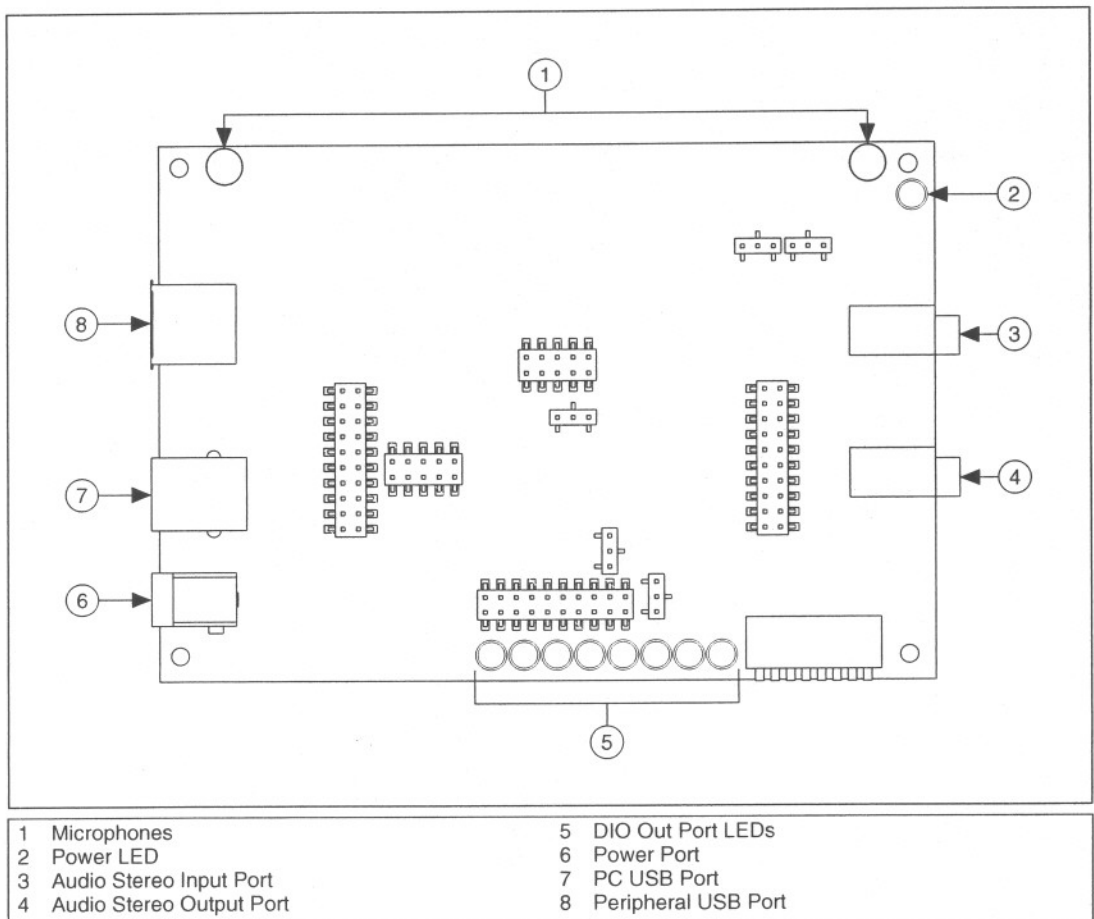 1
2
3
4
5
6
7
8
1 Microphones
2 Power LED
3 Audio Stereo Input Port
4 Audio Stereo Output Port
5 DIO Out Port LEDs
6 Power Port
7 PC USB Port
8 Peripheral USB Port